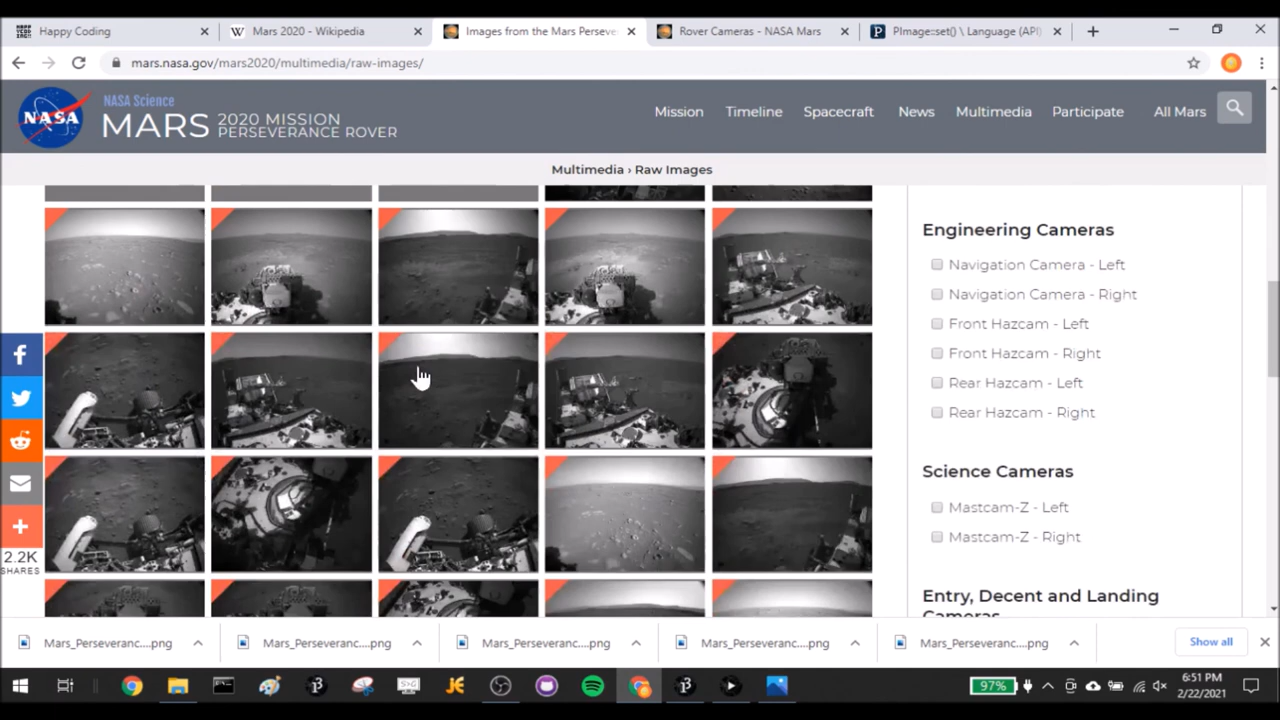 Happy Coding
Mars 2020 - Wikipedia
Images from the Mars Perseve
Rover Cameras - NASA Mars
PImage::set() \ Language (API)
mars.nasa.gov/mars2020/multimedia/raw-images/
NASA
NASA Science
MARS
2020 MISSION
PERSEVERANCE ROVER
Mission
Timeline
Spacecraft
News
Multimedia
Participate
All Mars
Multimedia › Raw Images
Engineering Cameras
Navigation Camera - Left
Navigation Camera - Right
Front Hazcam - Left
Front Hazcam - Right
Rear Hazcam - Left
Rear Hazcam - Right
Science Cameras
Mastcam-Z - Left
Mastcam-Z - Right
Entry, Decent and Landing
Cameras
2.2K
SHARES
Mars_Perseveranc....png
Mars_Perseveranc....png
Mars_Perseveranc....png
Mars_Perseveranc....png
Mars_Perseveranc....png
Show all
97%
6:51 PM
2/22/2021